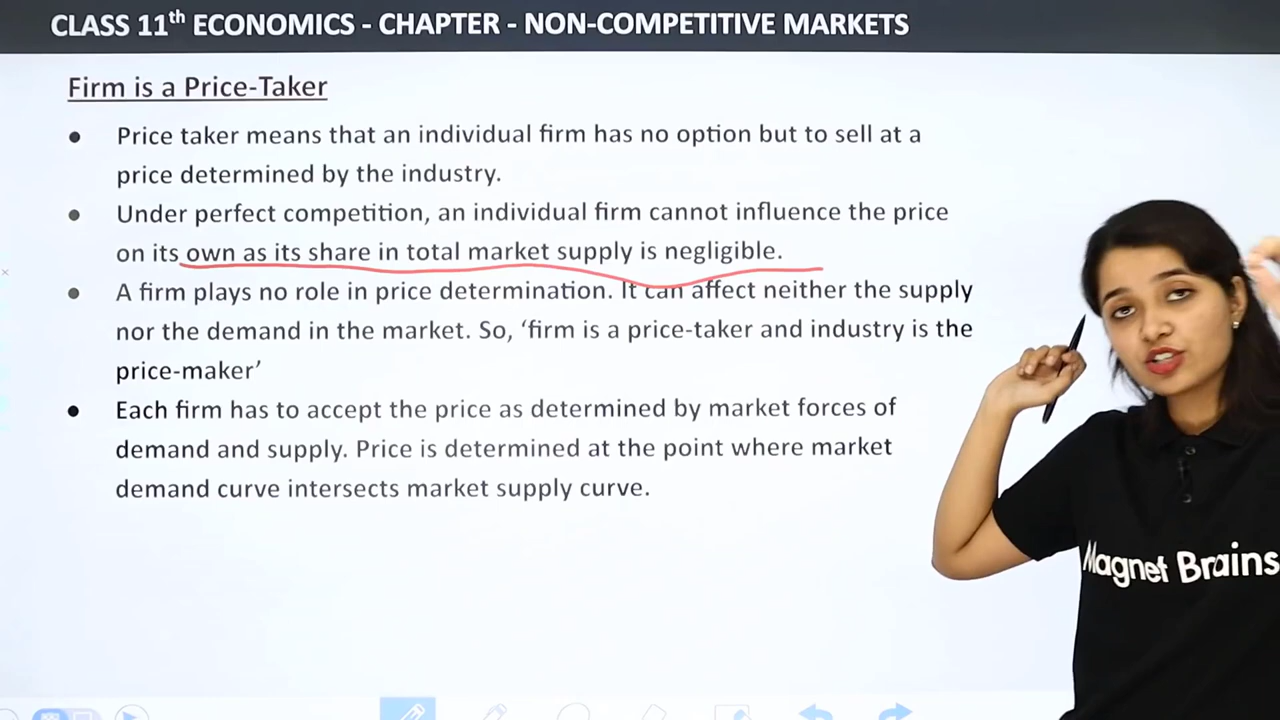 CLASS 11th ECONOMICS - CHAPTER - NON-COMPETITIVE MARKETS
Firm is a Price-Taker
● Price taker means that an individual firm has no option but to sell at a
price determined by the industry.
● Under perfect competition, an individual firm cannot influence the price
on its own as its share in total market supply is negligible.
● A firm plays no role in price determination. It can affect neither the supply
nor the demand in the market. So, ‘firm is a price-taker and industry is the
price-maker’
● Each firm has to accept the price as determined by market forces of
demand and supply. Price is determined at the point where market
demand curve intersects market supply curve.
Magnet Brains